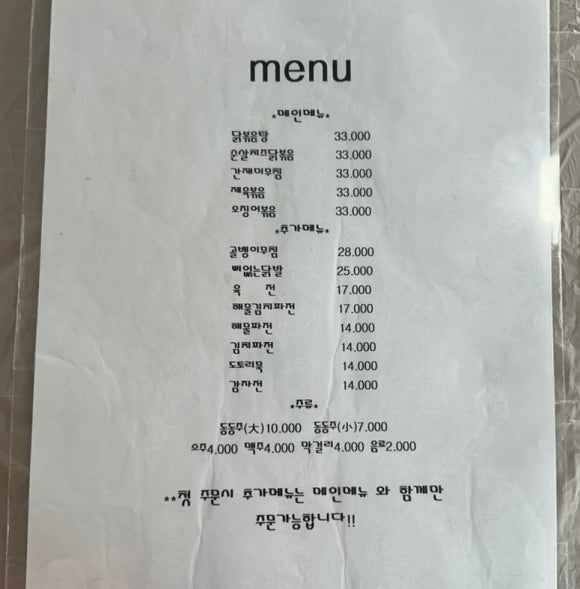 menu
*메인메뉴*
닭볶음탕 33.000
순살치즈닭볶음 33.000
간재미무침 33.000
제육볶음 33.000
오징어볶음 33.000
*추가메뉴*
골뱅이무침 28.000
뼈없는닭발 25.000
육 전 17.000
해물김치파전 17.000
해물파전 14.000
김치파전 14.000
도토리묵 14.000
감자전 14.000
*주류*
동동주(大)10.000 동동주(小)7.000
소주4.000 맥주4.000 막걸리4.000 음료2.000
**첫 주문시 추가메뉴는 메인메뉴 와 함께만
주문가능합니다!!